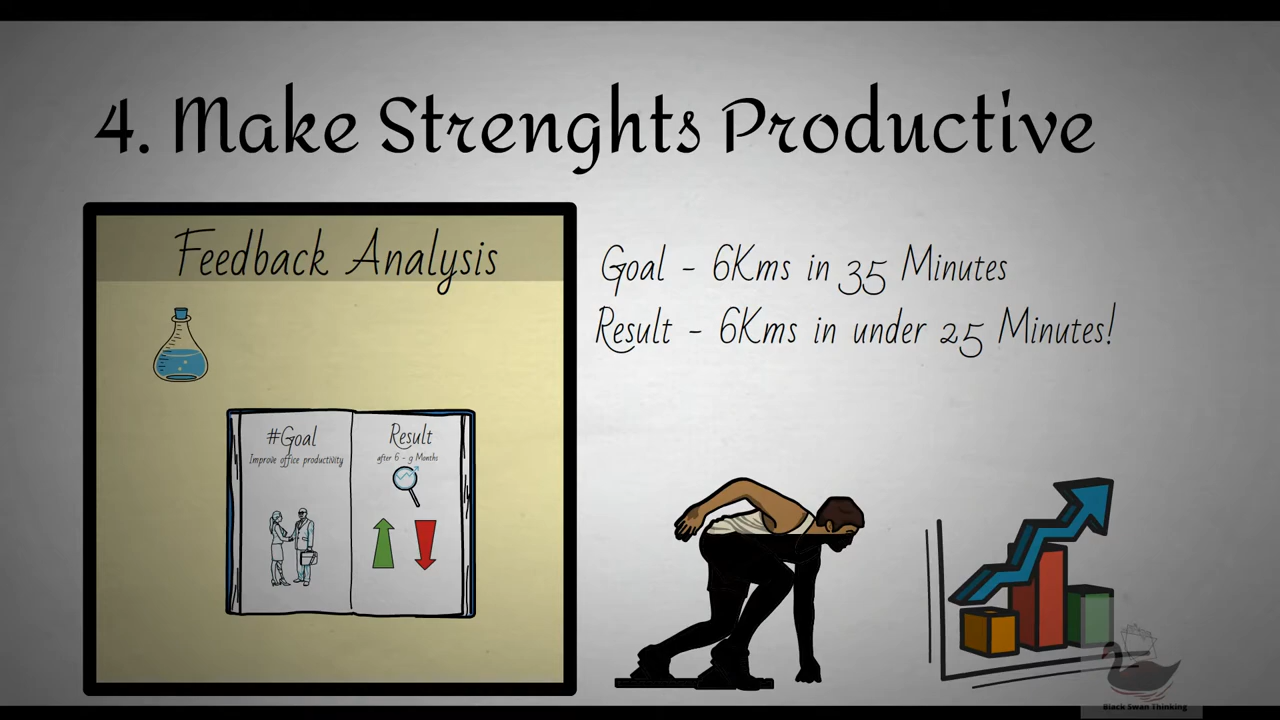 4. Make Strenghts Productive
Feedback Analysis
Goal - 6Kms in 35 Minutes
Result - 6Kms in under 25 Minutes!
#Goal
Improve office productivity
Result
after 6 - 9 Months
Black Swan Thinking